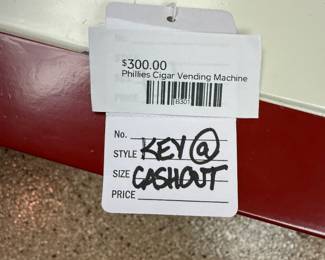 $300.00
Phillies Cigar Vending Machine
No.
STYLE KEY @
SIZE CASHOUT
PRICE